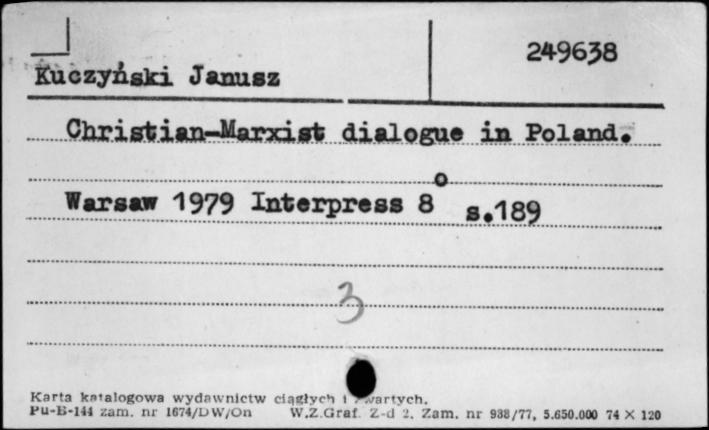 249638
Kuczyński Janusz
Christian-Marxist dialogue in Poland.
Warsaw 1979 Interpress 8° s.189
3
Karta katalogowa wydawnictw ciągłych i zwartych.
Pu-B-144 zam. nr 1674/DW/On W.Z.Graf. Z-d 2. Zam. nr 938/77, 5.650.000 74 × 120